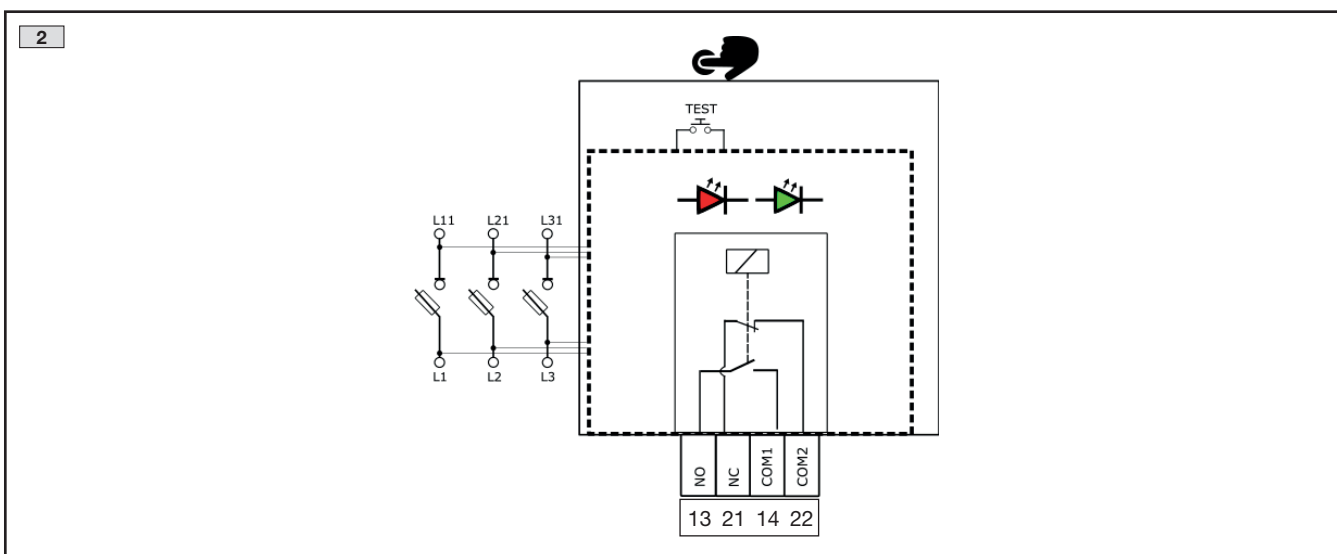 2
TEST
L11 L21 L31
L1 L2 L3
NO NC COM1 COM2
13 21 14 22